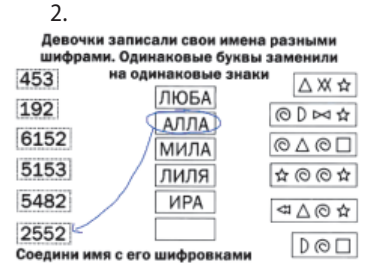 2.
Девочки записали свои имена разными
шифрами. Одинаковые буквы заменили
на одинаковые знаки
453
192
6152
5153
5482
2552
ЛЮБА
АЛЛА
МИЛА
ЛИЛЯ
ИРА
Соедини имя с его шифровками